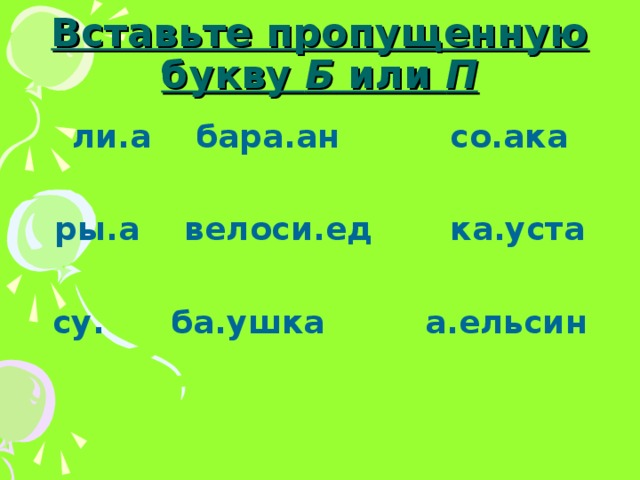 Вставьте пропущенную
букву Б или П
ли.а бара.ан со.ака
ры.а велоси.ед ка.уста
су. ба.ушка а.ельсин